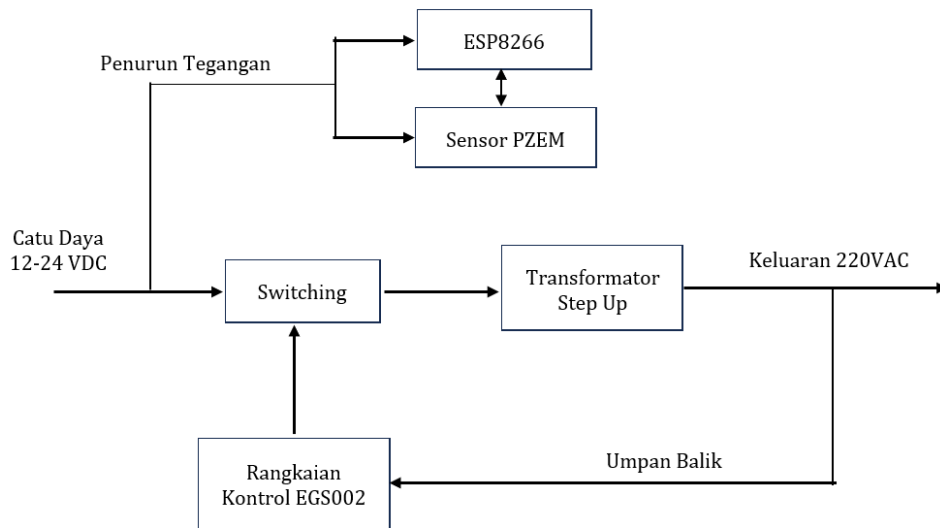 ESP8266
Penurun Tegangan
Sensor PZEM
Catu Daya
12-24 VDC
Switching
Transformator
Step Up
Keluaran 220VAC
Rangkaian
Kontrol EGS002
Umpan Balik